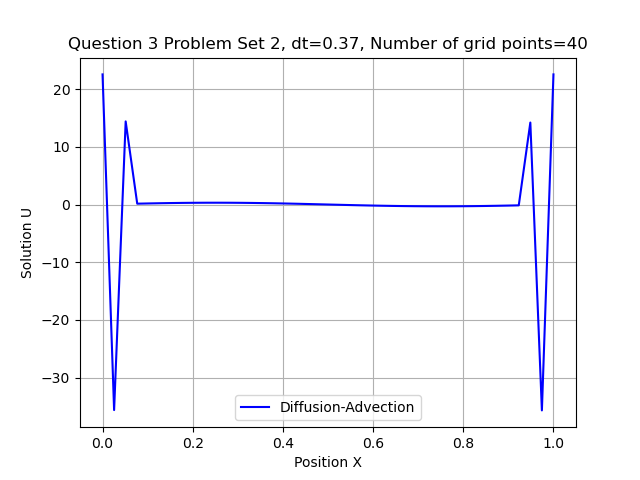 Question 3 Problem Set 2, dt=0.37, Number of grid points=40
20
10
0
−10
−20
−30
Solution U
Diffusion-Advection
0.0 0.2 0.4 0.6 0.8 1.0
Position X